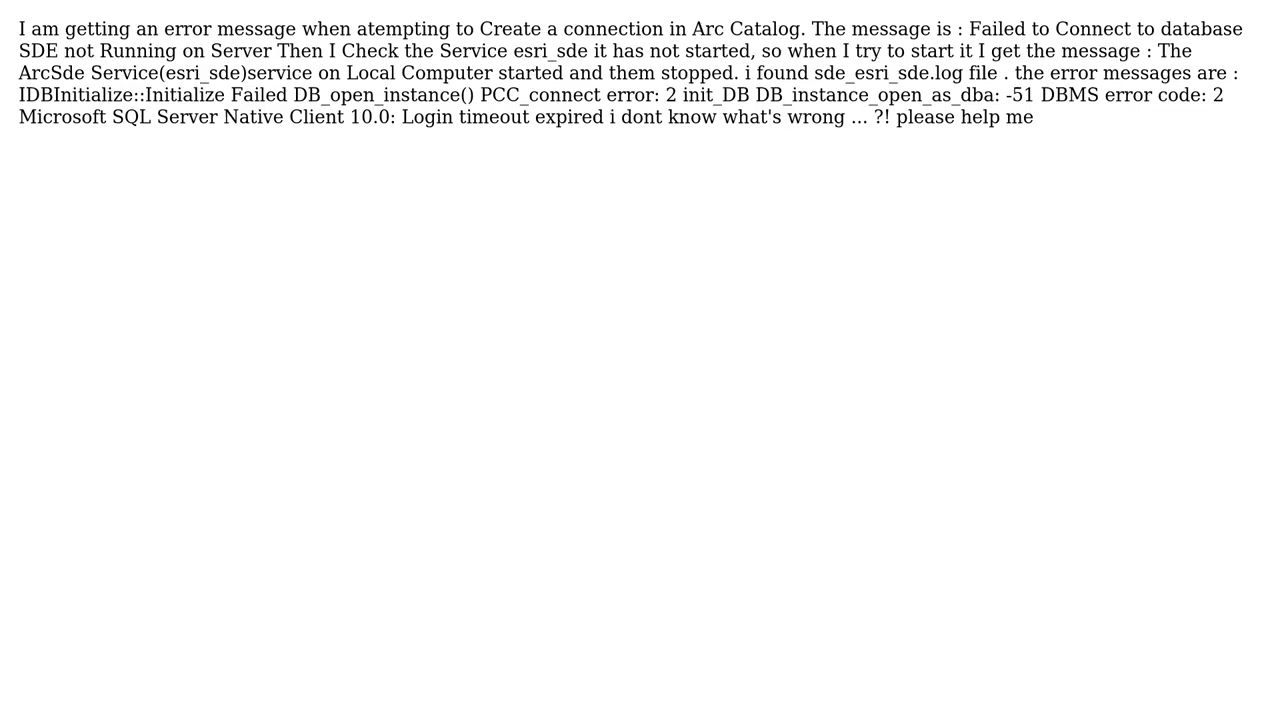 I am getting an error message when atempting to Create a connection in Arc Catalog. The message is : Failed to Connect to database
SDE not Running on Server Then I Check the Service esri_sde it has not started, so when I try to start it I get the message : The
ArcSde Service(esri_sde)service on Local Computer started and them stopped. i found sde_esri_sde.log file . the error messages are :
IDBInitialize::Initialize Failed DB_open_instance() PCC_connect error: 2 init_DB DB_instance_open_as_dba: -51 DBMS error code: 2
Microsoft SQL Server Native Client 10.0: Login timeout expired i dont know what's wrong ... ?! please help me